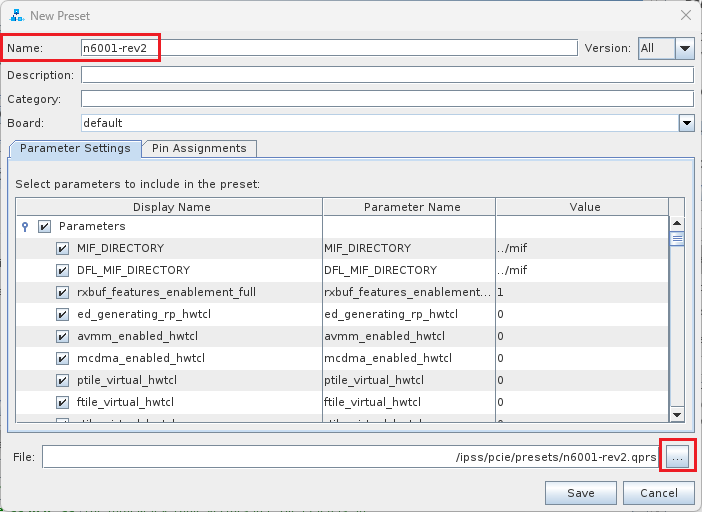 New Preset
Name: n6001-rev2 Version: All
Description:
Category:
Board: default
Parameter Settings Pin Assignments
Select parameters to include in the preset:
Display Name Parameter Name Value
Parameters
MIF_DIRECTORY MIF_DIRECTORY ../mif
DFL_MIF_DIRECTORY DFL_MIF_DIRECTORY ../mif
rxbuf_features_enablement_full rxbuf_features_enablement... 1
ed_generating_rp_hwtcl ed_generating_rp_hwtcl 0
avmm_enabled_hwtcl avmm_enabled_hwtcl 0
mcdma_enabled_hwtcl mcdma_enabled_hwtcl 0
ptile_virtual_hwtcl ptile_virtual_hwtcl 0
ftile_virtual_hwtcl ftile_virtual_hwtcl 0
File: /ipss/pcie/presets/n6001-rev2.qprs ...
Save Cancel